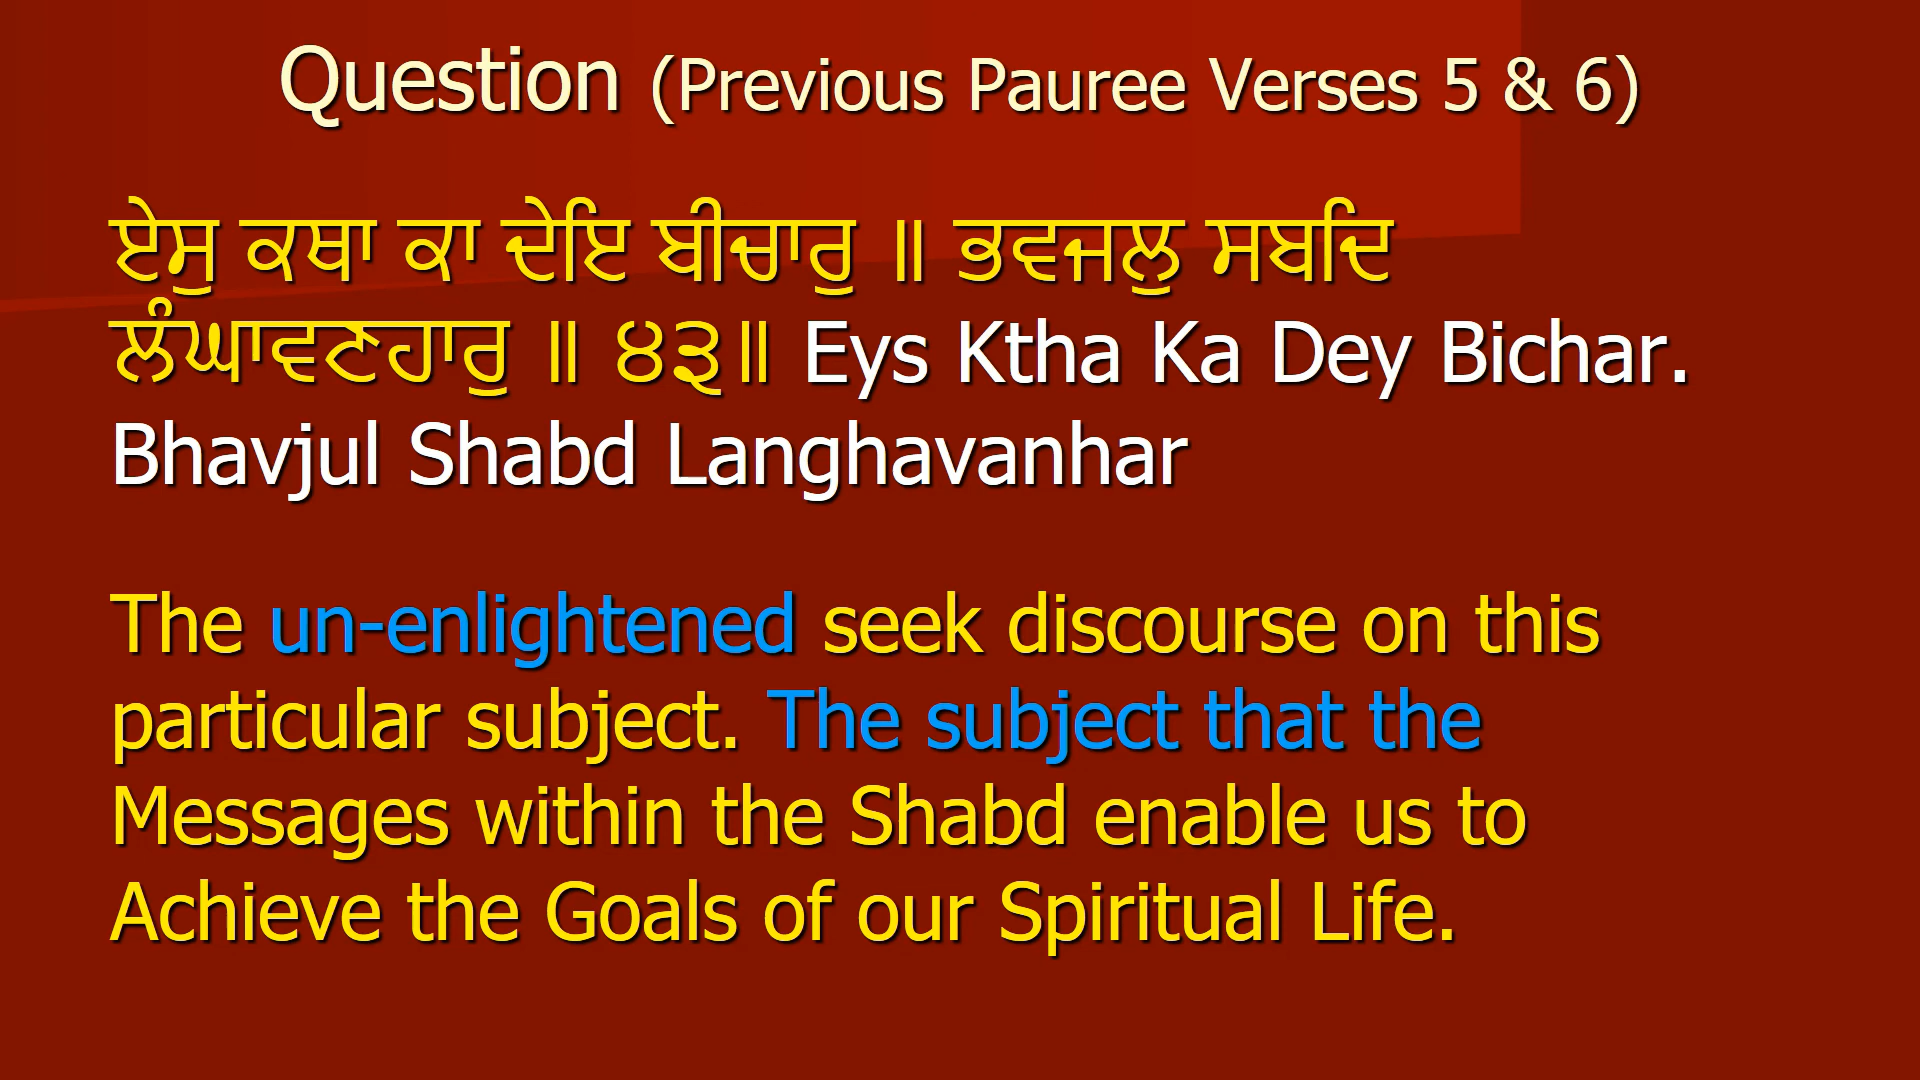 Question (Previous Pauree Verses 5 & 6)
ਏਸੁ ਕਥਾ ਕਾ ਦੇਇ ਬੀਚਾਰੁ ॥ ਭਵਜਲੁ ਸਬਦਿ
ਲੰਘਾਵਣਹਾਰੁ ॥ ੪੩॥ Eys Ktha Ka Dey Bichar.
Bhavjul Shabd Langhavanhar
The un-enlightened seek discourse on this
particular subject. The subject that the
Messages within the Shabd enable us to
Achieve the Goals of our Spiritual Life.